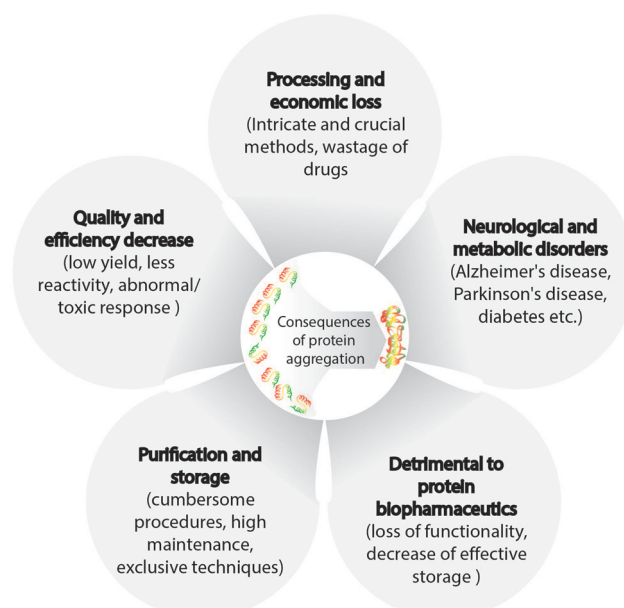 Processing and
economic loss
(Intricate and crucial
methods, wastage of
drugs
Quality and
efficiency decrease
(low yield, less
reactivity, abnormal/
toxic response )
Neurological and
metabolic disorders
(Alzheimer's disease,
Parkinson's disease,
diabetes etc.)
Consequences
of protein
aggregation
Purification and
storage
(cumbersome
procedures, high
maintenance,
exclusive techniques)
Detrimental to
protein
biopharmaceutics
(loss of functionality,
decrease of effective
storage )